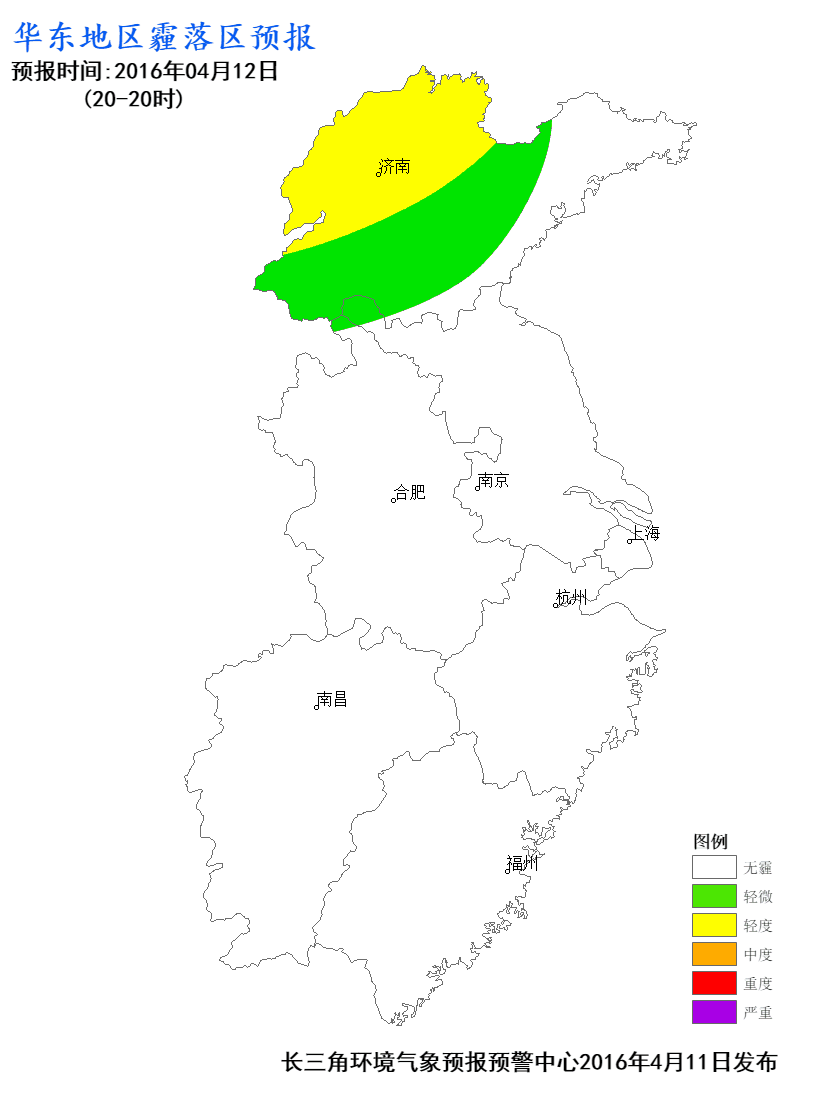 华东地区霾落区预报
预报时间:2016年04月12日
(20-20时)
济南
合肥
南京
上海
杭州
南昌
福州
图例
无霾
轻微
轻度
中度
重度
严重
长三角环境气象预报预警中心2016年4月11日发布